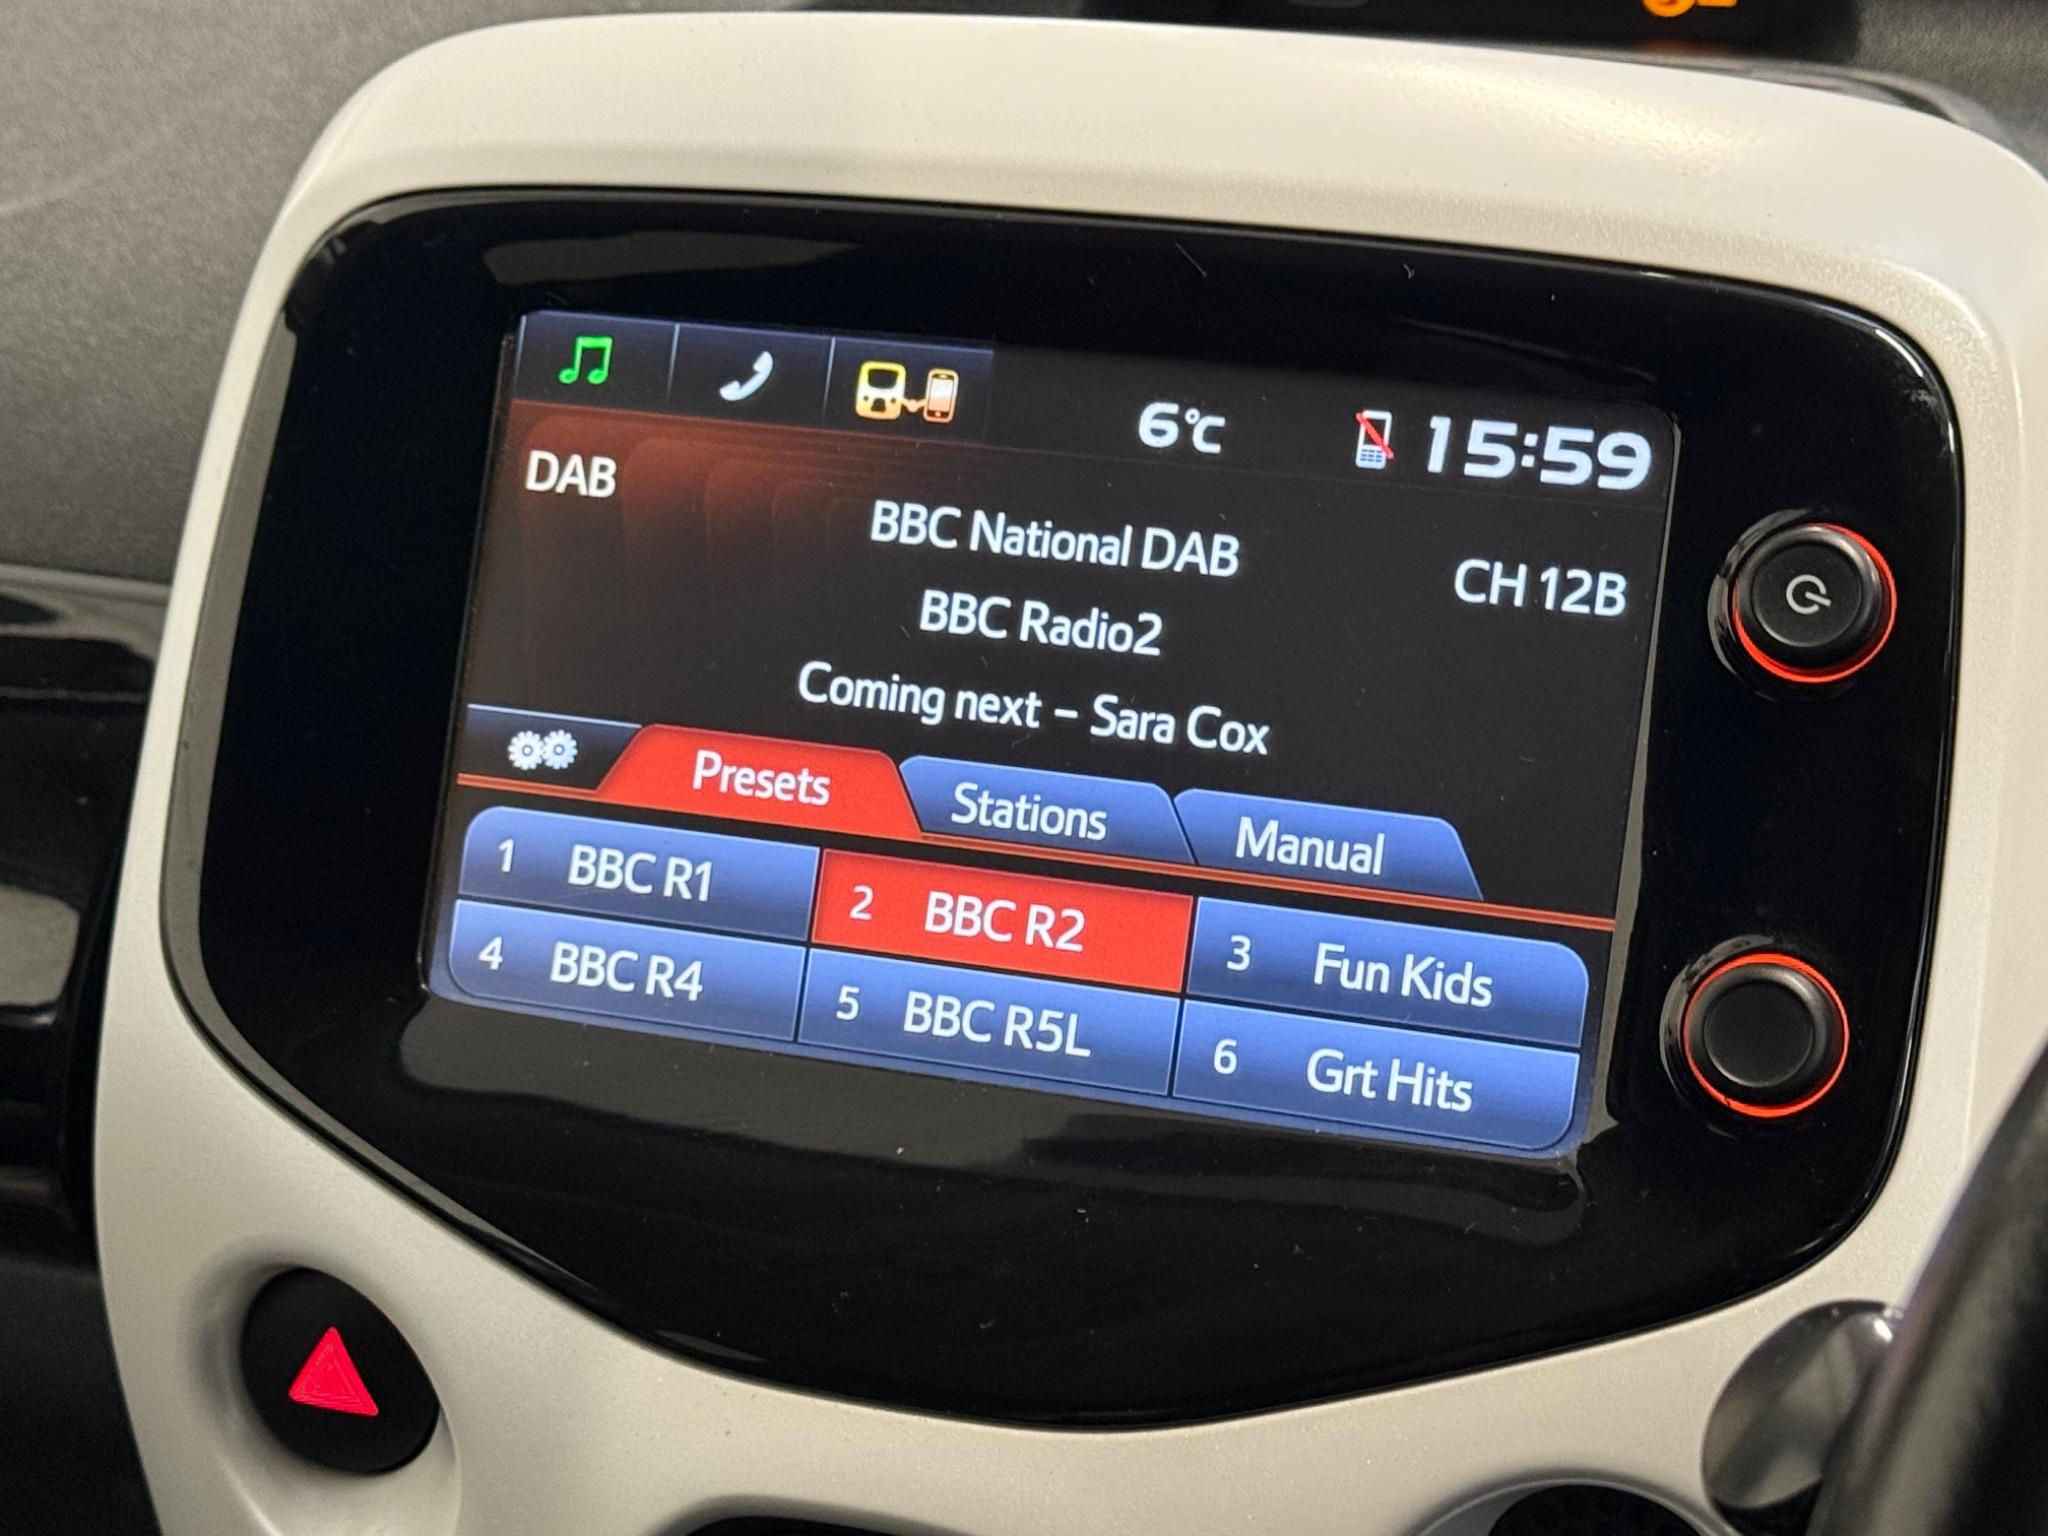 6°C 15:59
DAB
BBC National DAB
CH 12B
BBC Radio2
Coming next – Sara Cox
Presets Stations Manual
1 BBC R1 2 BBC R2 3 Fun Kids
4 BBC R4 5 BBC R5L 6 Grt Hits